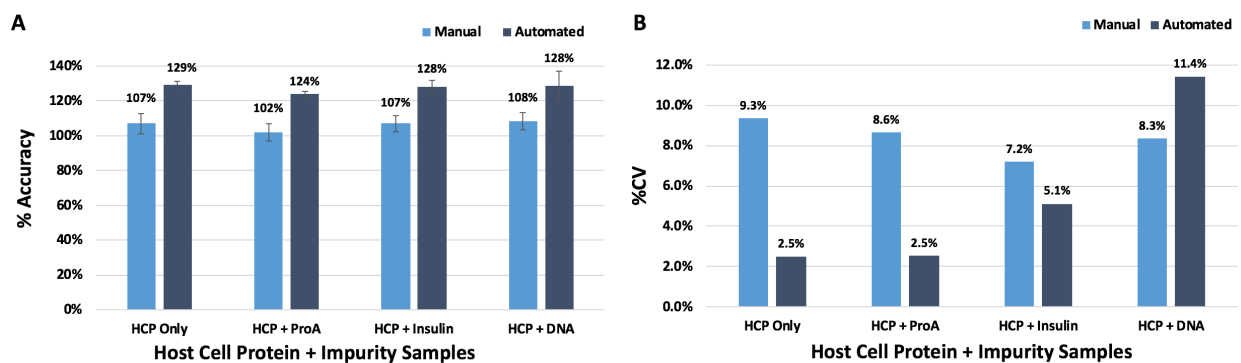 A
Manual Automated
% Accuracy
140%
120%
100%
80%
60%
40%
20%
0%
107% 129% 102% 124% 107% 128% 108% 128%
HCP Only HCP + ProA HCP + Insulin HCP + DNA
Host Cell Protein + Impurity Samples
B
Manual Automated
%CV
12.0%
10.0%
8.0%
6.0%
4.0%
2.0%
0.0%
9.3% 2.5% 8.6% 2.5% 7.2% 5.1% 8.3% 11.4%
HCP Only HCP + ProA HCP + Insulin HCP + DNA
Host Cell Protein + Impurity Samples